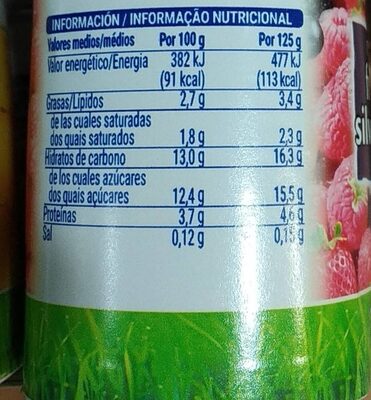 INFORMACIÓN / INFORMAÇÃO NUTRICIONAL
Valores medios/médios Por 100 g Por 125 g
Valor energético/Energia 382 kJ 477 kJ
(91 kcal) (113 kcal)
Grasas/Lípidos 2,7 g 3,4 g
de las cuales saturadas
dos quais saturados 1,8 g 2,3 g
Hidratos de carbono 13,0 g 16,3 g
de los cuales azúcares
dos quais açúcares 12,4 g 15,5 g
Proteínas 3,7 g 4,6 g
Sal 0,12 g 0,15 g